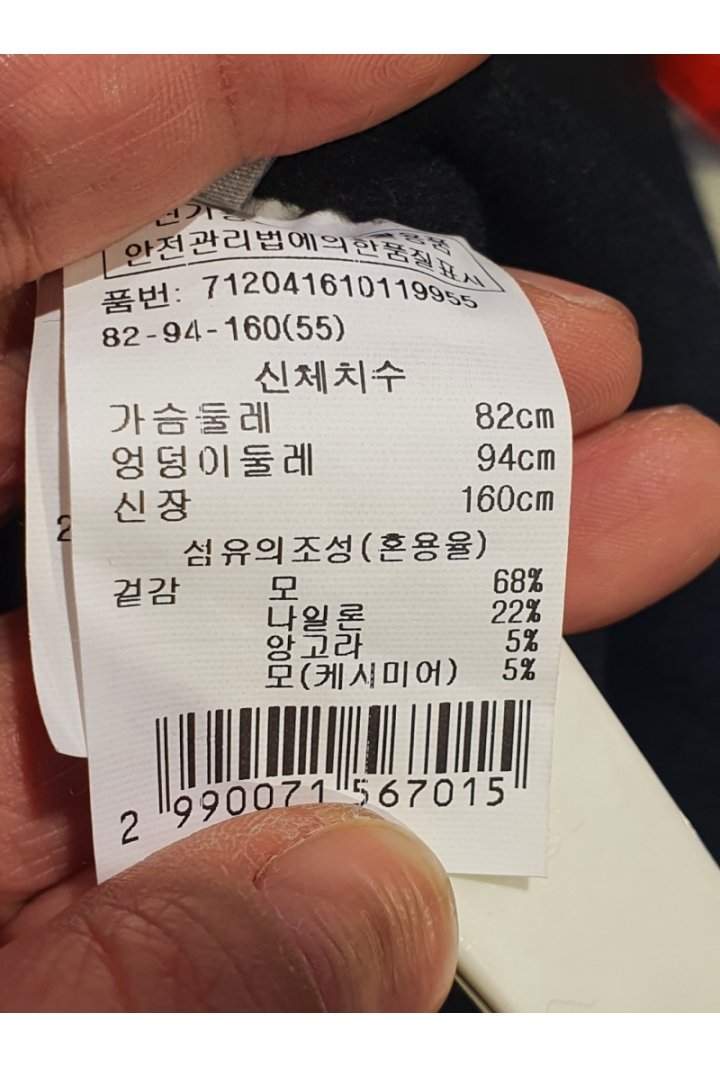 안전관리법에의한품질표시
품번: 712041610119955
82-94-160(55)
신체치수
가슴둘레 82cm
엉덩이둘레 94cm
신장 160cm
섬유의조성(혼용율)
겉감 모 68%
나일론 22%
앙고라 5%
모(케시미어) 5%
2 990071 567015
2